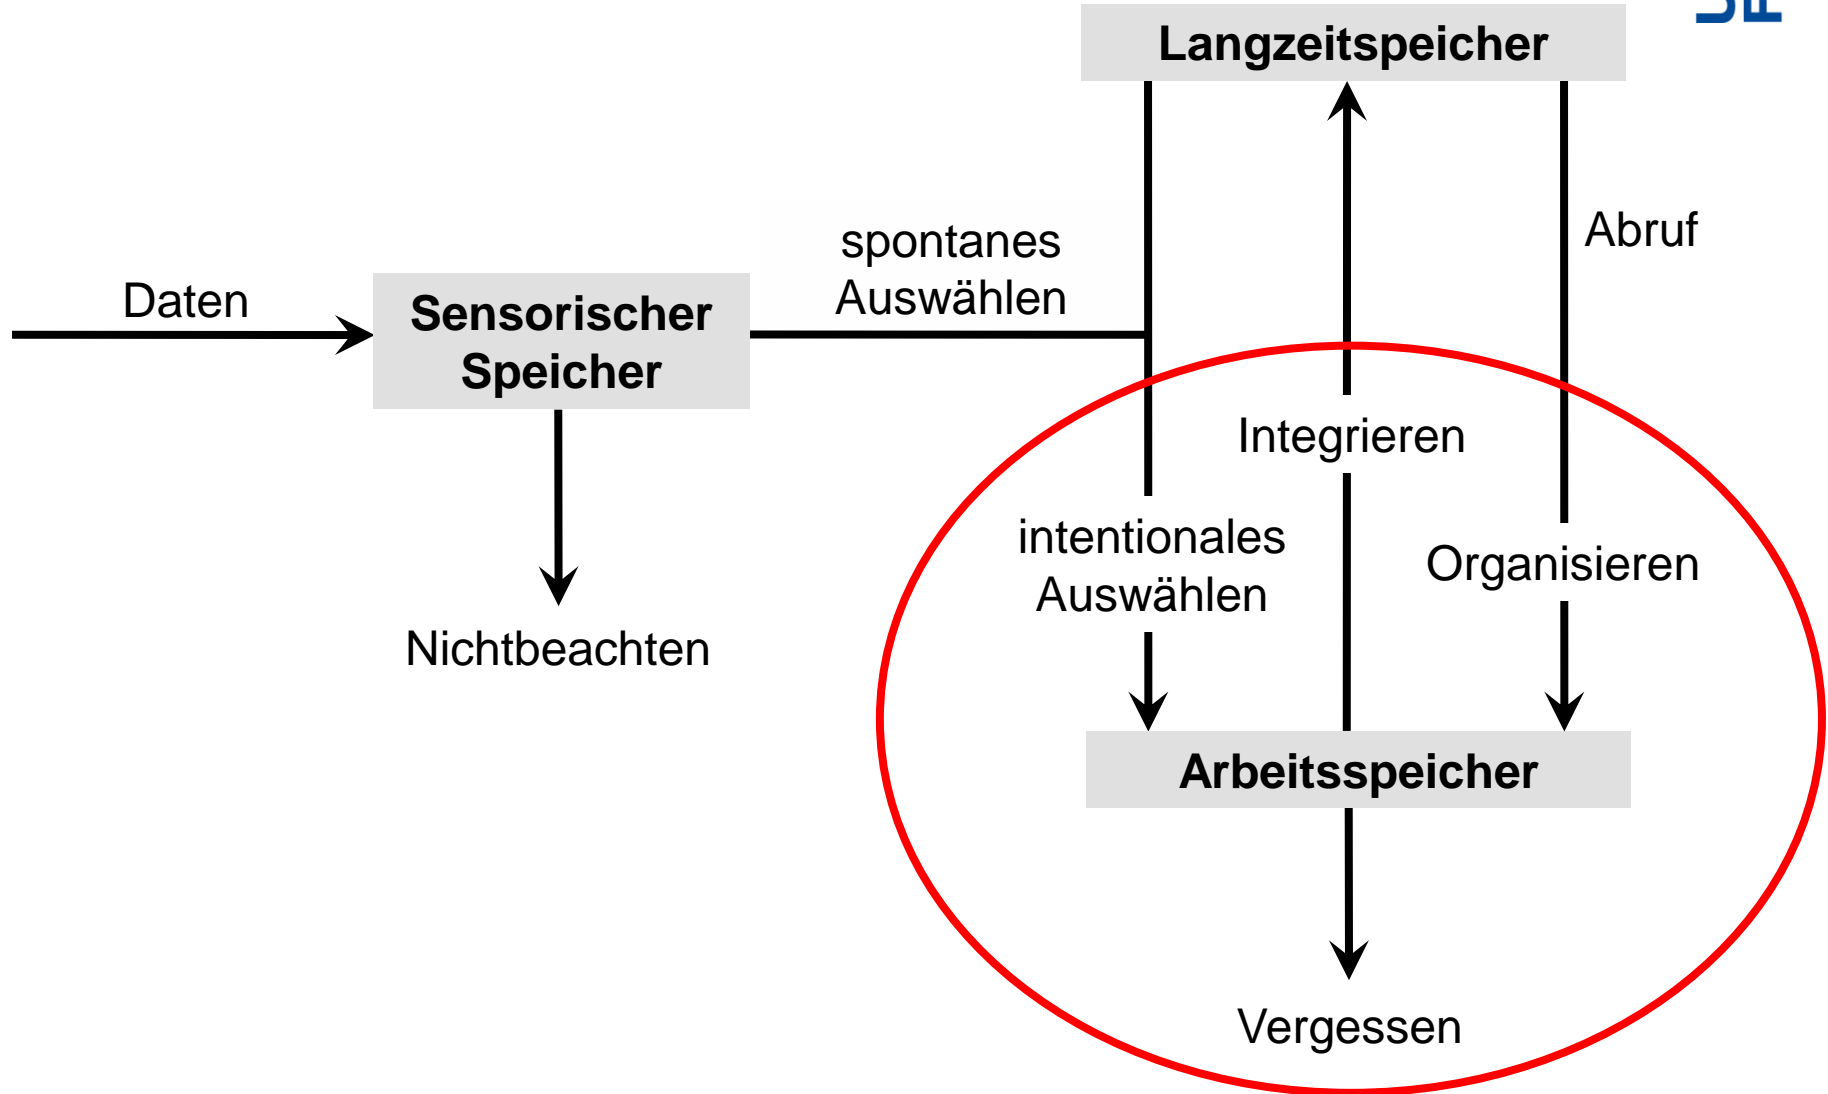 Langzeitspeicher
Abruf
spontanes
Auswählen
Daten
Sensorischer
Speicher
Integrieren
intentionales
Auswählen
Organisieren
Nichtbeachten
Arbeitsspeicher
Vergessen